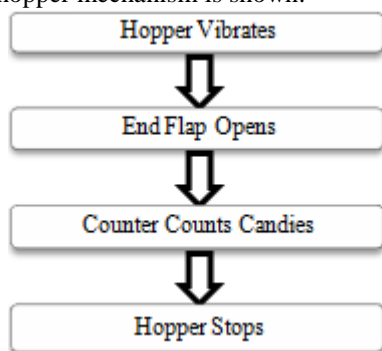 hopper mechanism is shown.
Hopper Vibrates
End Flap Opens
Counter Counts Candies
Hopper Stops